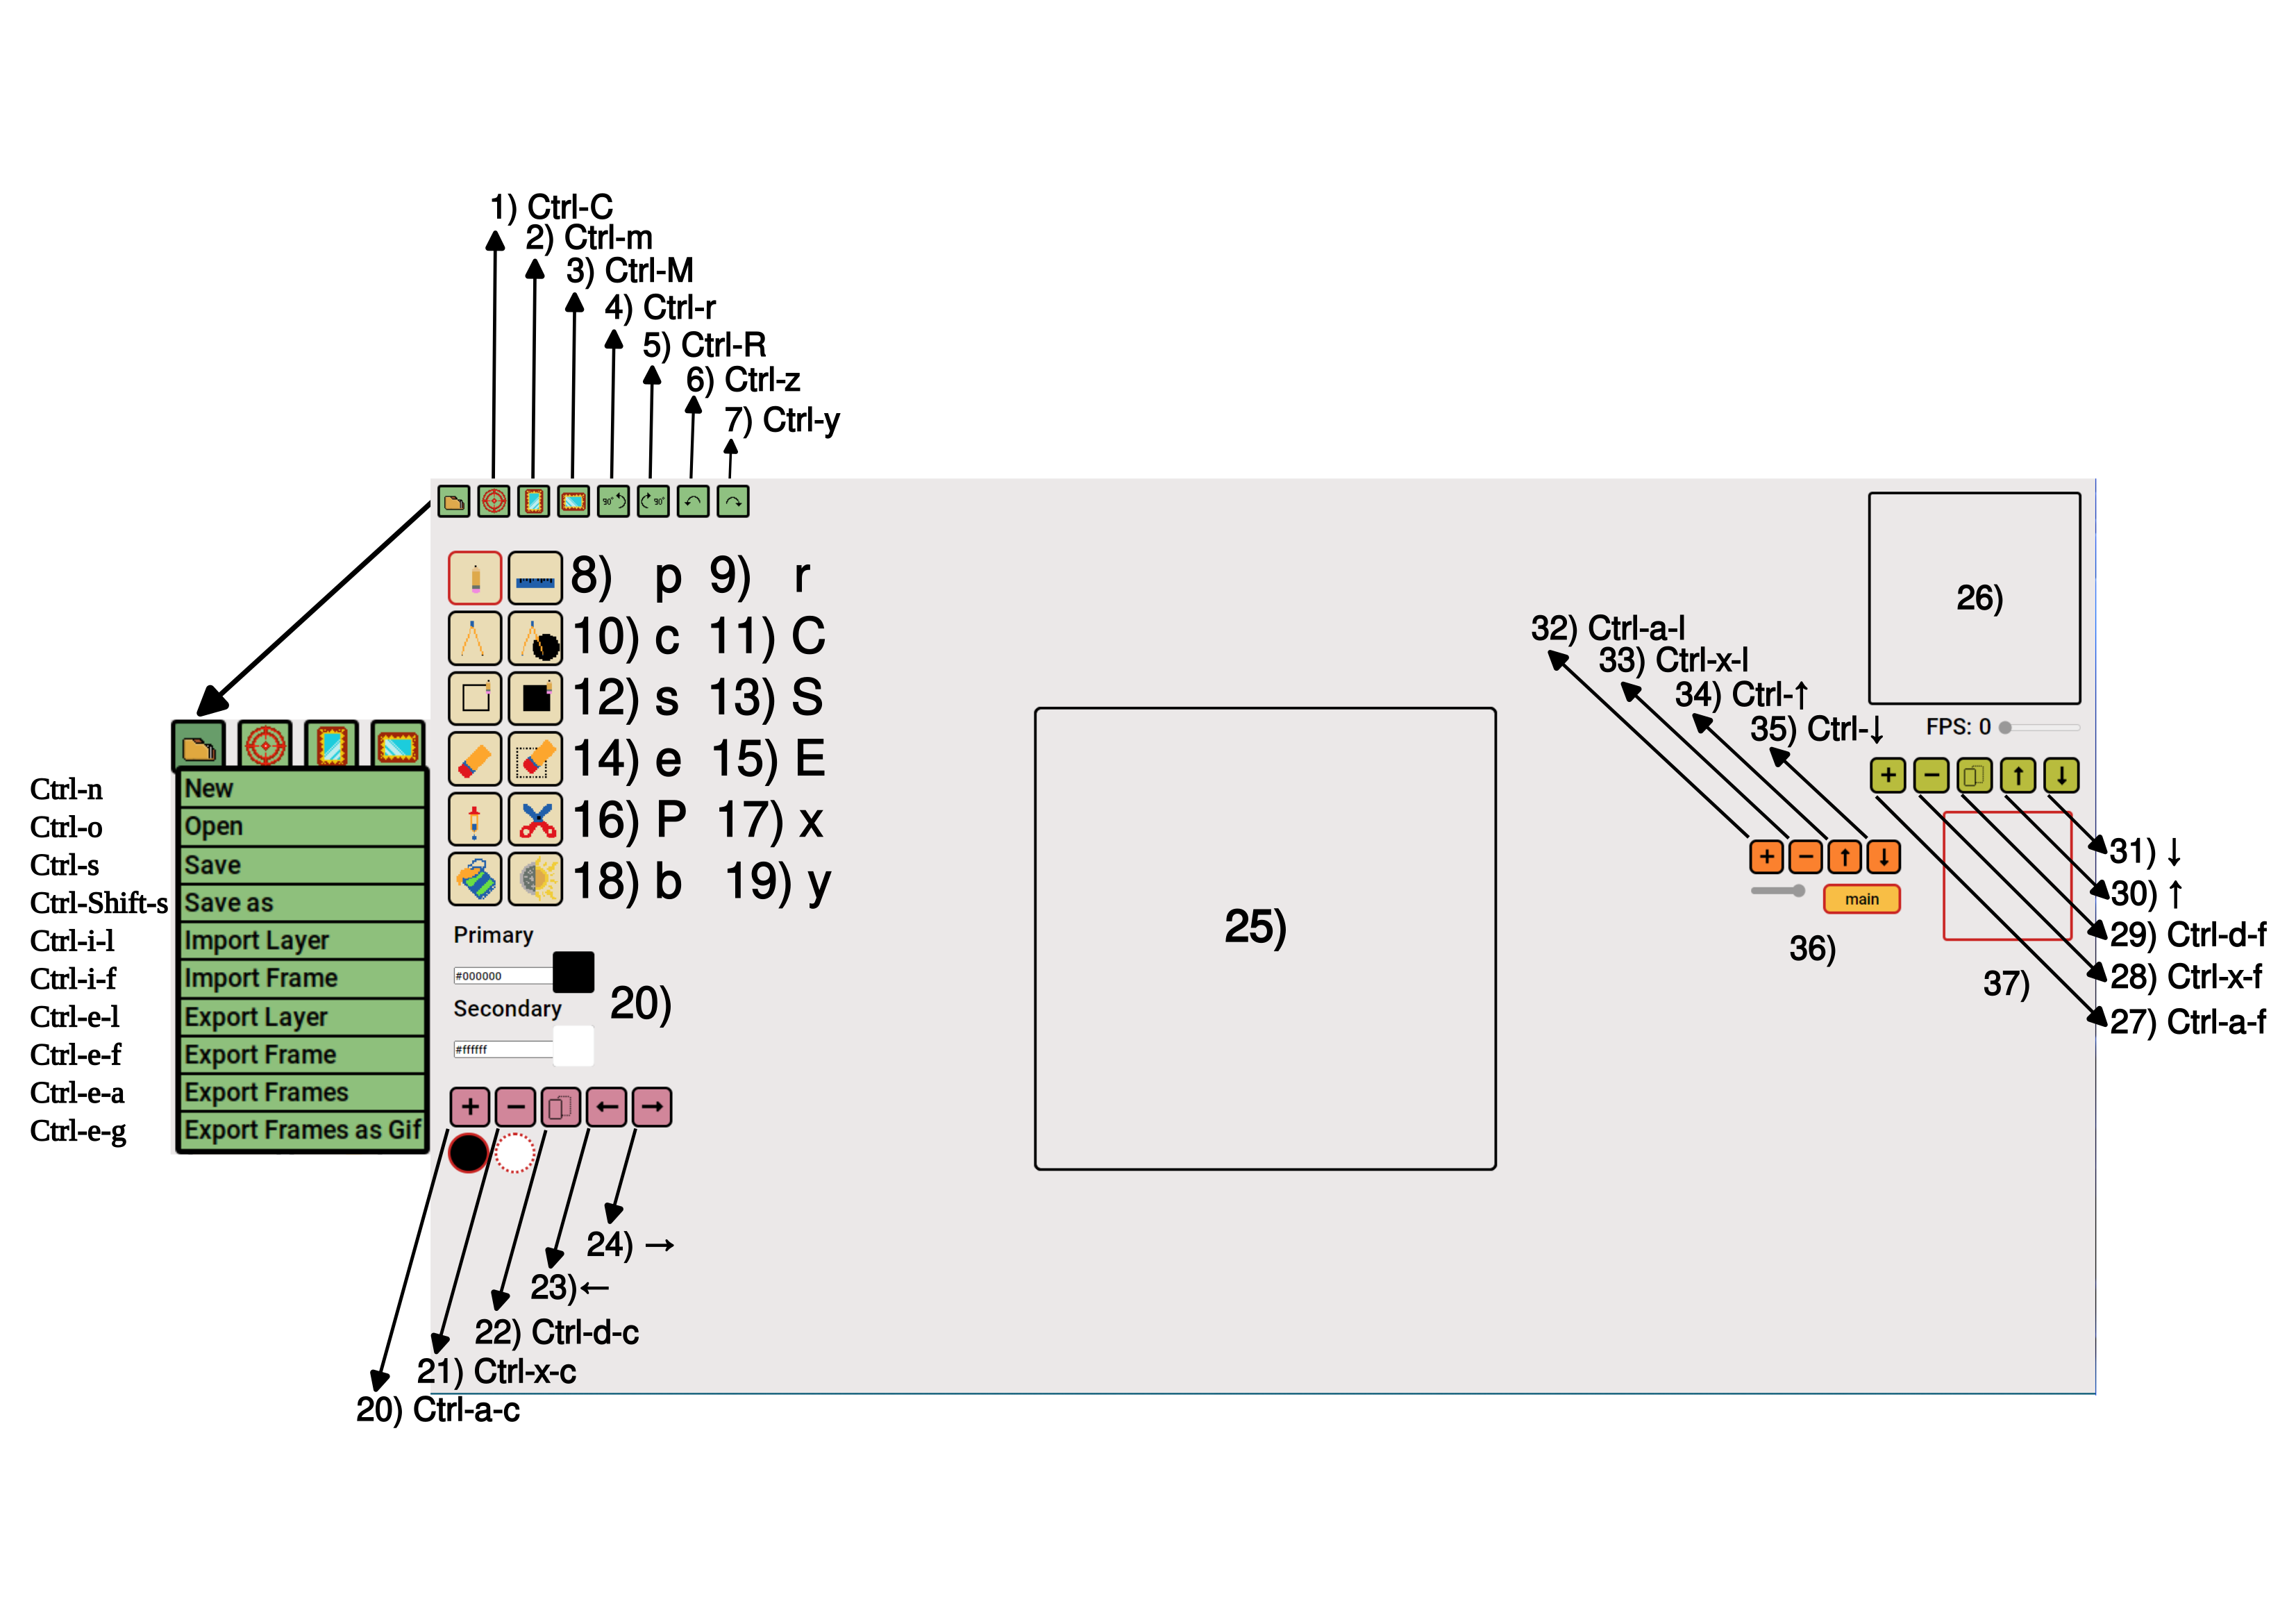 1) Ctrl-C
2) Ctrl-m
3) Ctrl-M
4) Ctrl-r
5) Ctrl-R
6) Ctrl-z
7) Ctrl-y
90° 90°
8) p 9) r
10) c 11) C
12) s 13) S
14) e 15) E
16) P 17) x
18) b 19) y
Primary
#000000
20)
Secondary
#ffffff
Ctrl-n New
Ctrl-o Open
Ctrl-s Save
Ctrl-Shift-s Save as
Ctrl-i-l Import Layer
Ctrl-i-f Import Frame
Ctrl-e-l Export Layer
Ctrl-e-f Export Frame
Ctrl-e-a Export Frames
Ctrl-e-g Export Frames as Gif
+ − ← →
24) →
23)←
22) Ctrl-d-c
21) Ctrl-x-c
20) Ctrl-a-c
25)
26)
FPS: 0
32) Ctrl-a-l
33) Ctrl-x-l
34) Ctrl-↑
35) Ctrl-↓
+ − ↑ ↓
+ − ↑ ↓
main
36)
37)
31) ↓
30) ↑
29) Ctrl-d-f
28) Ctrl-x-f
27) Ctrl-a-f